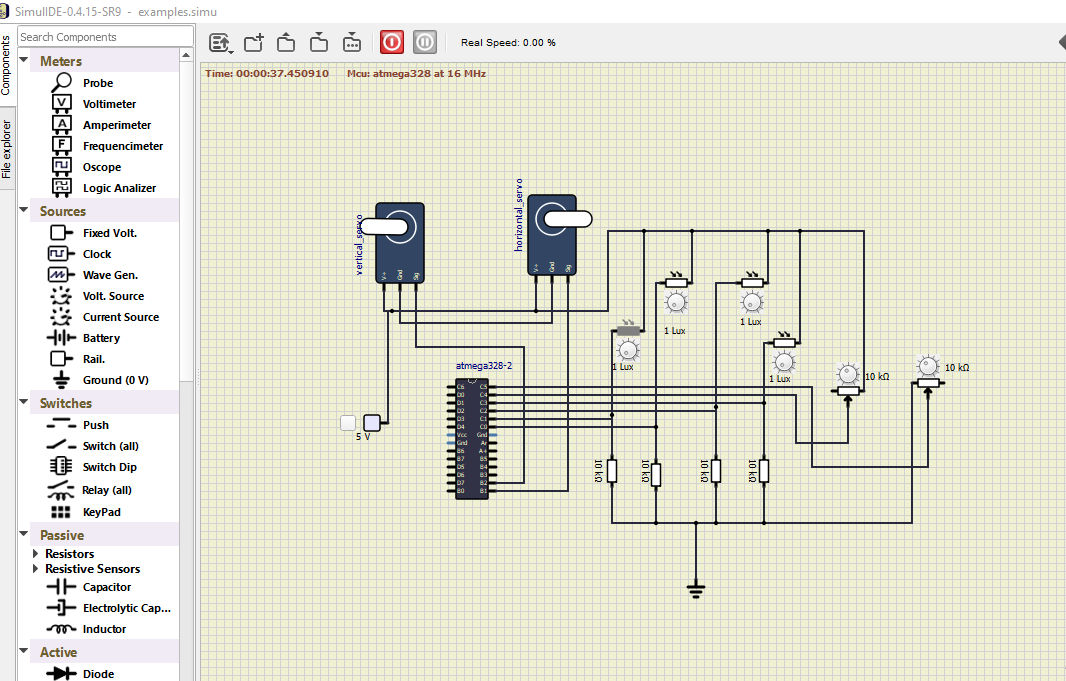 SimulIDE-0.4.15-SR9 - examples.simu
Components
File explorer
Search Components
Meters
Probe
Voltimeter
Amperimeter
Frequencimeter
Oscope
Logic Analizer
Sources
Fixed Volt.
Clock
Wave Gen.
Volt. Source
Current Source
Battery
Rail.
Ground (0 V)
Switches
Push
Switch (all)
Switch Dip
Relay (all)
KeyPad
Passive
Resistors
Resistive Sensors
Capacitor
Electrolytic Cap...
Inductor
Active
Diode
Real Speed: 0.00 %
Time: 00:00:37.450910 Mcu: atmega328 at 16 MHz
vertical_servo
V+ Gnd Sig
horizontal_servo
V+ Gnd Sig
1 Lux
1 Lux
1 Lux
1 Lux
10 kΩ
10 kΩ
atmega328-2
C6 C5
D0 C4
D1 C3
D2 C2
D3 C1
D4 C0
Vcc Gnd
Gnd Ar
B6 A+
B7 B5
D5 B4
D6 B3
D7 B2
B0 B1
5 V
10 kΩ
10 kΩ
10 kΩ
10 kΩ